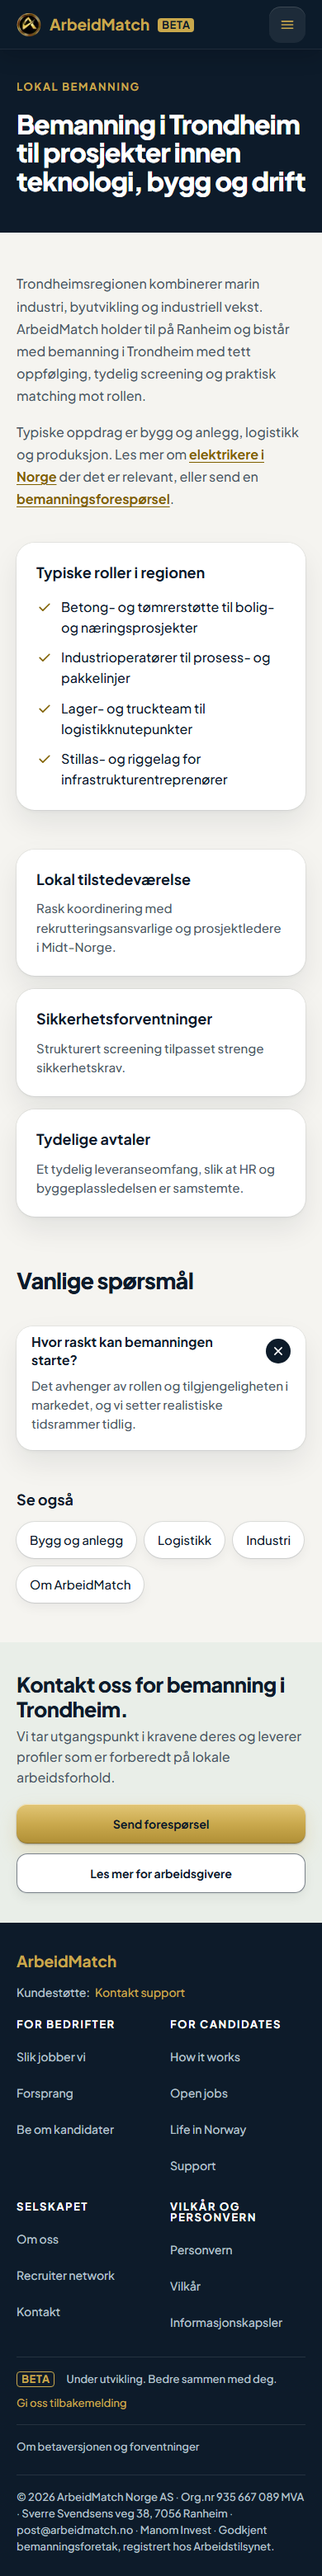 ArbeidMatch BETA
LOKAL BEMANNING
Bemanning i Trondheim
til prosjekter innen
teknologi, bygg og drift
Trondheimsregionen kombinerer marin
industri, byutvikling og industriell vekst.
ArbeidMatch holder til på Ranheim og bistår
med bemanning i Trondheim med tett
oppfølging, tydelig screening og praktisk
matching mot rollen.
Typiske oppdrag er bygg og anlegg, logistikk
og produksjon. Les mer om elektrikere i
Norge der det er relevant, eller send en
bemanningsforespørsel.
Typiske roller i regionen
Betong- og tømrerstøtte til bolig-
og næringsprosjekter
Industrioperatører til prosess- og
pakkelinjer
Lager- og truckteam til
logistikknutepunkter
Stillas- og riggelag for
infrastrukturentreprenører
Lokal tilstedeværelse
Rask koordinering med
rekrutteringsansvarlige og prosjektledere
i Midt-Norge.
Sikkerhetsforventninger
Strukturert screening tilpasset strenge
sikkerhetskrav.
Tydelige avtaler
Et tydelig leveranseomfang, slik at HR og
byggeplassledelsen er samstemte.
Vanlige spørsmål
Hvor raskt kan bemanningen
starte?
Det avhenger av rollen og tilgjengeligheten i
markedet, og vi setter realistiske
tidsrammer tidlig.
Se også
Bygg og anlegg Logistikk Industri
Om ArbeidMatch
Kontakt oss for bemanning i
Trondheim.
Vi tar utgangspunkt i kravene deres og leverer
profiler som er forberedt på lokale
arbeidsforhold.
Send forespørsel
Les mer for arbeidsgivere
ArbeidMatch
Kundestøtte: Kontakt support
FOR BEDRIFTER
Slik jobber vi
Forsprang
Be om kandidater
FOR CANDIDATES
How it works
Open jobs
Life in Norway
Support
SELSKAPET
Om oss
Recruiter network
Kontakt
VILKÅR OG
PERSONVERN
Personvern
Vilkår
Informasjonskapsler
BETA Under utvikling. Bedre sammen med deg.
Gi oss tilbakemelding
Om betaversjonen og forventninger
© 2026 ArbeidMatch Norge AS · Org.nr 935 667 089 MVA
· Sverre Svendsens veg 38, 7056 Ranheim ·
post@arbeidmatch.no · Manom Invest · Godkjent
bemanningsforetak, registrert hos Arbeidstilsynet.